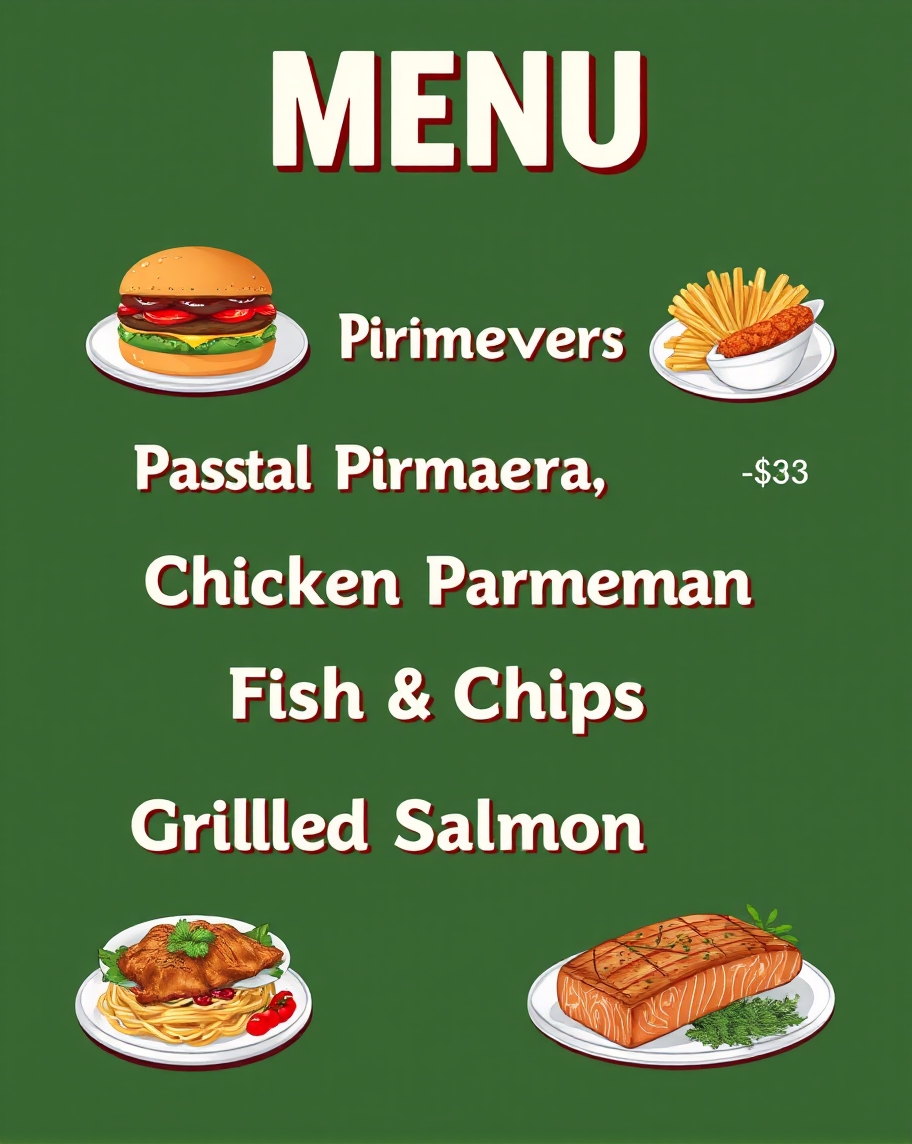 MENU
Pirimevers
Passtal Pirmaera, -$33
Chicken Parmeman
Fish & Chips
Grillled Salmon